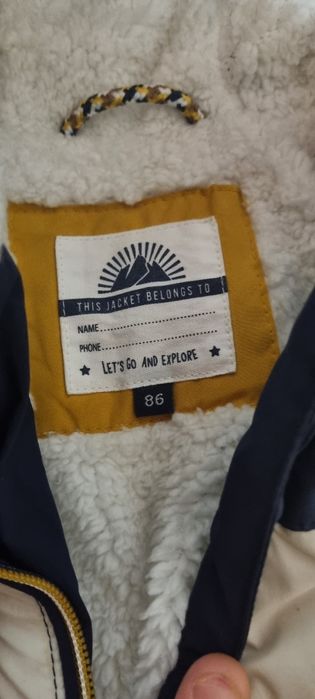 THIS JACKET BELONGS TO
NAME
PHONE
LET'S GO AND EXPLORE
86